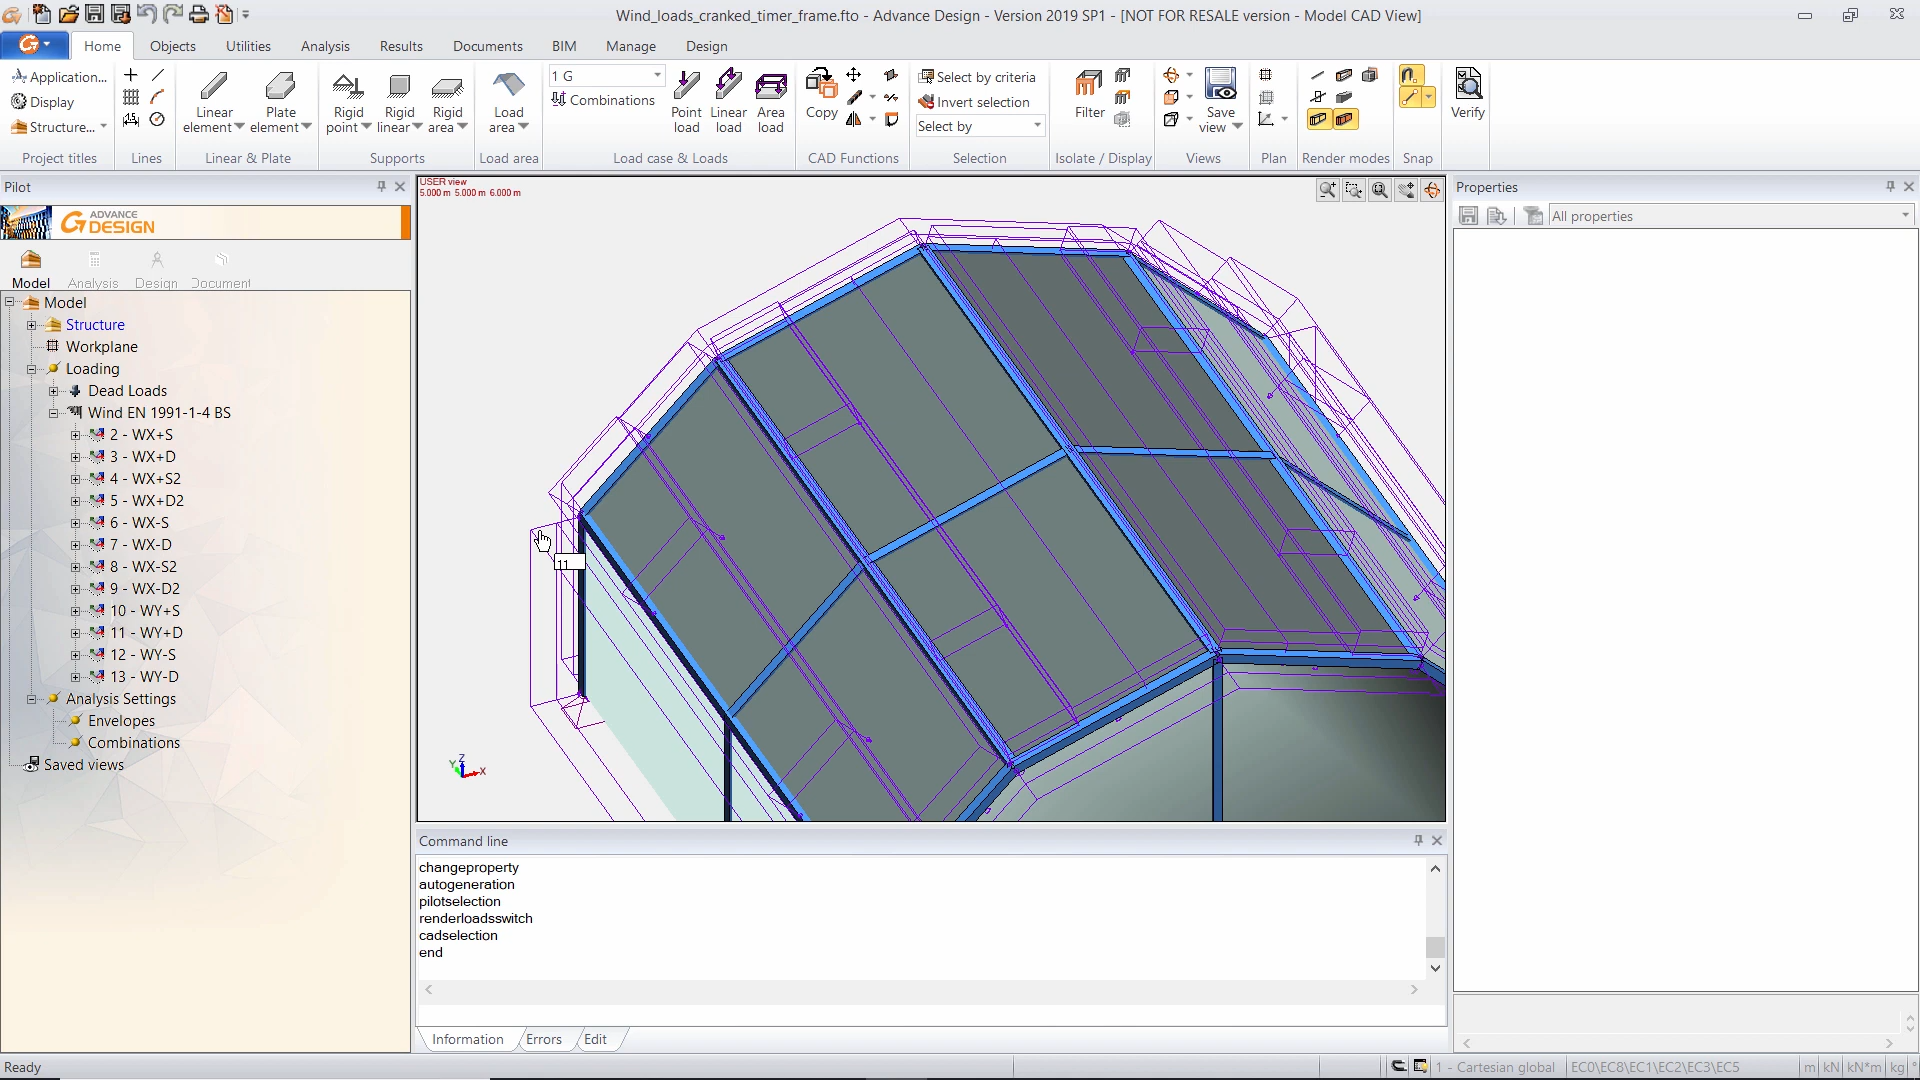 Wind_loads_cranked_timer_frame.fto - Advance Design - Version 2019 SP1 - [NOT FOR RESALE version - Model CAD View]
Home Objects Utilities Analysis Results Documents BIM Manage Design
Application...
Display
Structure...
Project titles
Lines
Linear element
Plate element
Linear & Plate
Rigid point
Rigid linear
Rigid area
Supports
Load area
Load area
1 G
Combinations
Point load
Linear load
Area load
Load case & Loads
Copy
CAD Functions
Select by criteria
Invert selection
Select by
Selection
Filter
Isolate / Display
Save view
Views
Plan
Render modes
Snap
Verify
Pilot
ADVANCE
DESIGN
Model Analysis Design Document
Model
Structure
Workplane
Loading
Dead Loads
Wind EN 1991-1-4 BS
2 - WX+S
3 - WX+D
4 - WX+S2
5 - WX+D2
6 - WX-S
7 - WX-D
8 - WX-S2
9 - WX-D2
10 - WY+S
11 - WY+D
12 - WY-S
13 - WY-D
Analysis Settings
Envelopes
Combinations
Saved views
USER view
5.000 m 5.000 m 6.000 m
11
Z
Y
X
Command line
changeproperty
autogeneration
pilotselection
renderloadsswitch
cadselection
end
Information Errors Edit
Properties
All properties
Ready
1 - Cartesian global EC0\EC8\EC1\EC2\EC3\EC5 m kN kN*m kg °